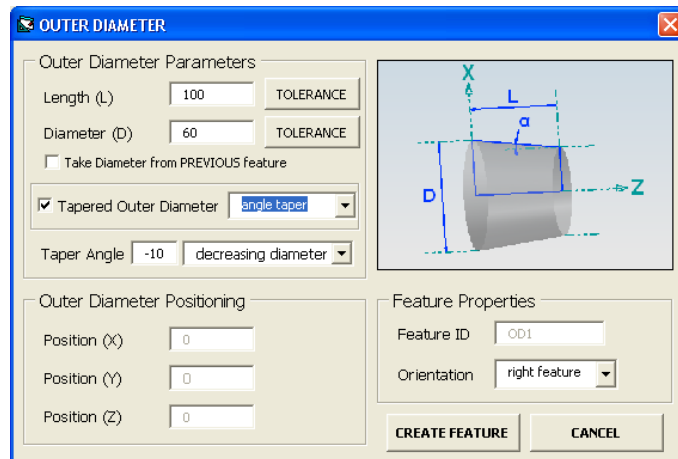 OUTER DIAMETER
Outer Diameter Parameters
Length (L) 100 TOLERANCE
Diameter (D) 60 TOLERANCE
Take Diameter from PREVIOUS feature
Tapered Outer Diameter angle taper
Taper Angle -10 decreasing diameter
X
L
α
D
Z
Outer Diameter Positioning
Position (X) 0
Position (Y) 0
Position (Z) 0
Feature Properties
Feature ID OD1
Orientation right feature
CREATE FEATURE CANCEL